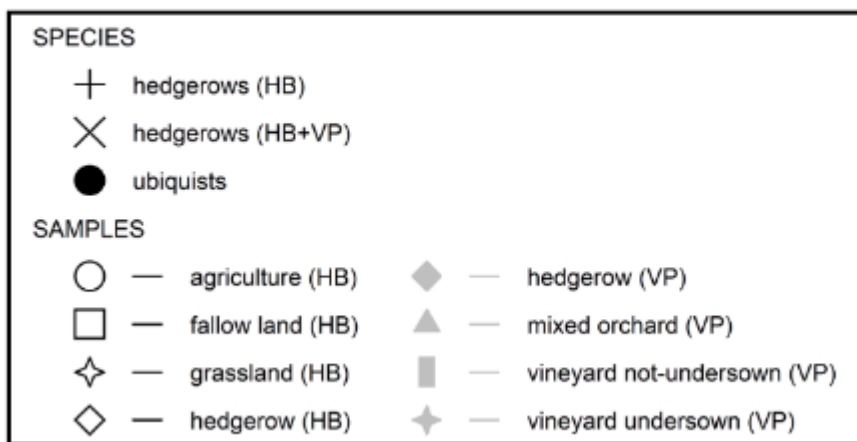 SPECIES
hedgerows (HB)
hedgerows (HB+VP)
ubiquists
SAMPLES
agriculture (HB) hedgerow (VP)
fallow land (HB) mixed orchard (VP)
grassland (HB) vineyard not-undersown (VP)
hedgerow (HB) vineyard undersown (VP)